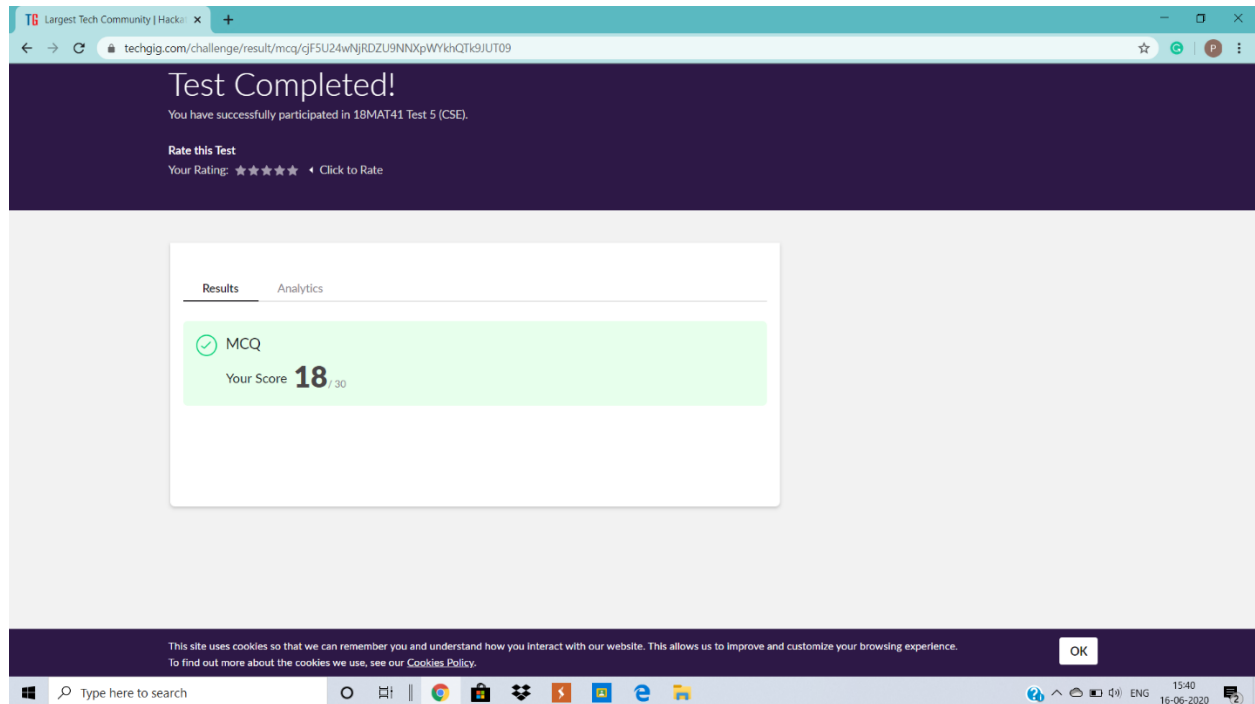 TG Largest Tech Community | Hacka
techgig.com/challenge/result/mcq/cjF5U24wNjRDZU9NNXpWYkhQTk9JUT09
P
Test Completed!
You have successfully participated in 18MAT41 Test 5 (CSE).
Rate this Test
Your Rating: Click to Rate
Results Analytics
MCQ
Your Score 18 / 30
This site uses cookies so that we can remember you and understand how you interact with our website. This allows us to improve and customize your browsing experience.
To find out more about the cookies we use, see our Cookies Policy.
OK
Type here to search
ENG
15:40
16-06-2020
2